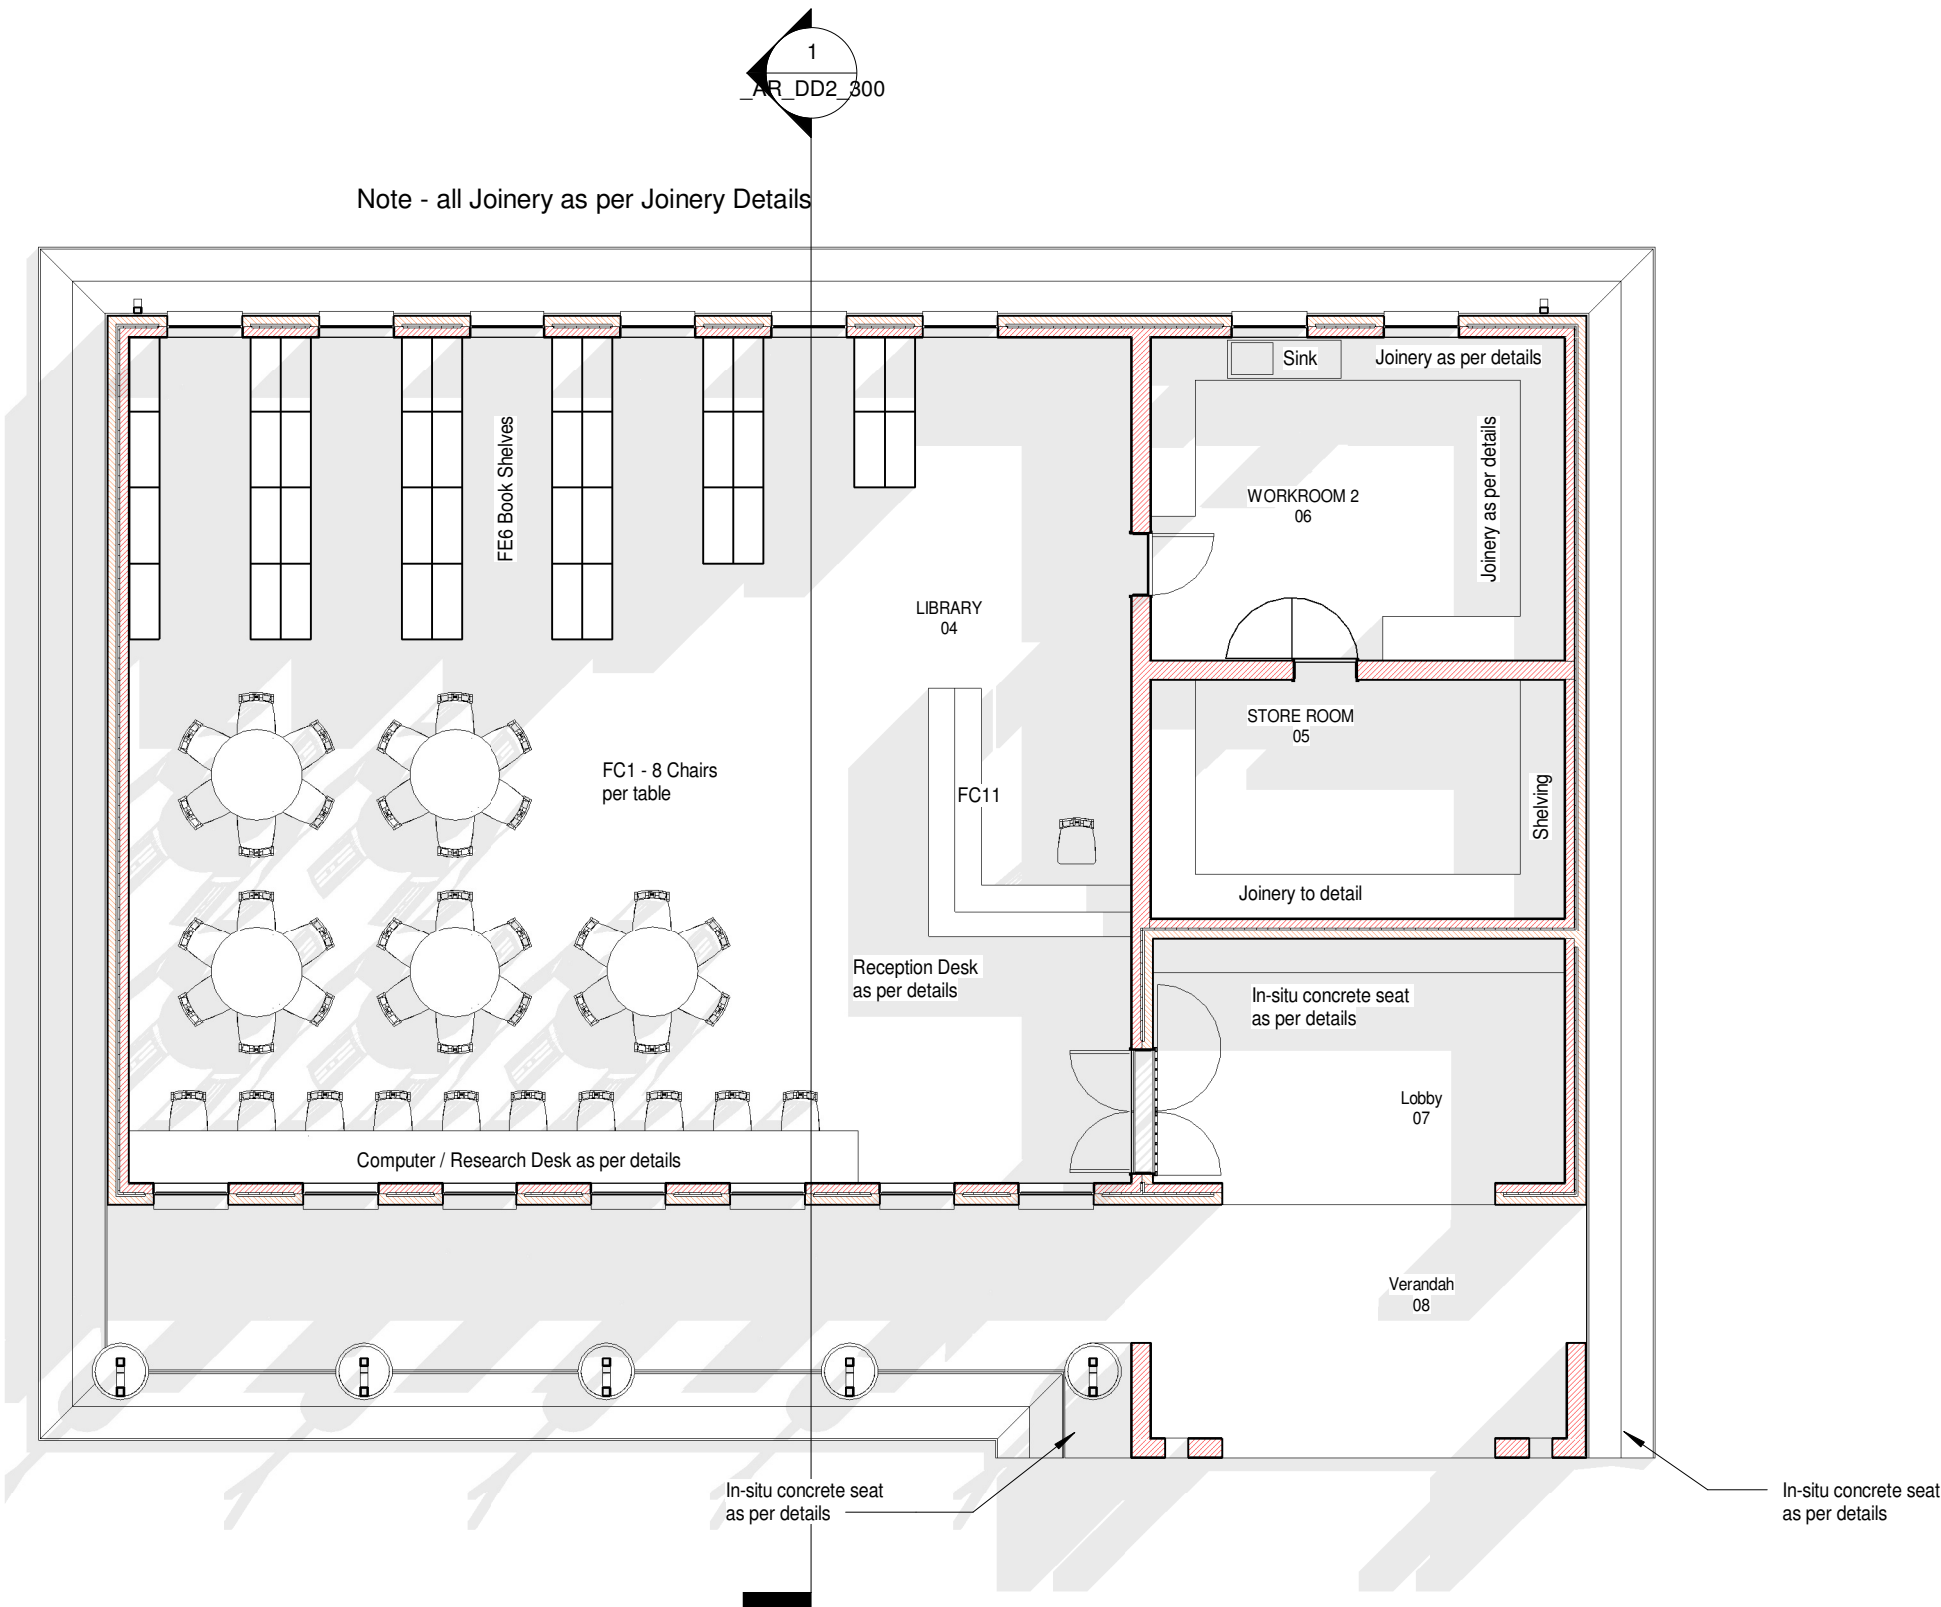 1
_AR_DD2_300
Note - all Joinery as per Joinery Details
Sink
Joinery as per details
Joinery as per details
FE6 Book Shelves
WORKROOM 2
06
LIBRARY
04
STORE ROOM
05
FC1 - 8 Chairs
per table
FC11
Shelving
Joinery to detail
Reception Desk
as per details
In-situ concrete seat
as per details
Lobby
07
Computer / Research Desk as per details
Verandah
08
In-situ concrete seat
as per details
In-situ concrete seat
as per details